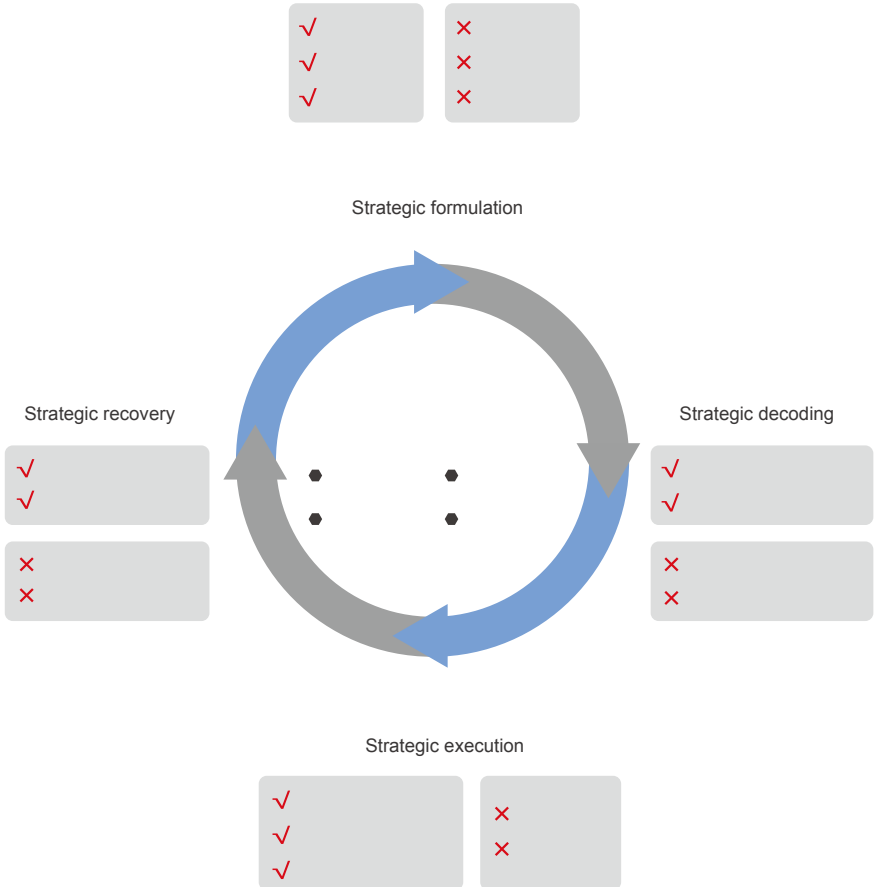 √ ×
√ ×
√ ×
Strategic formulation
Strategic recovery
Strategic decoding
√ √
√ √
× ×
× ×
Strategic execution
√ ×
√ ×
√